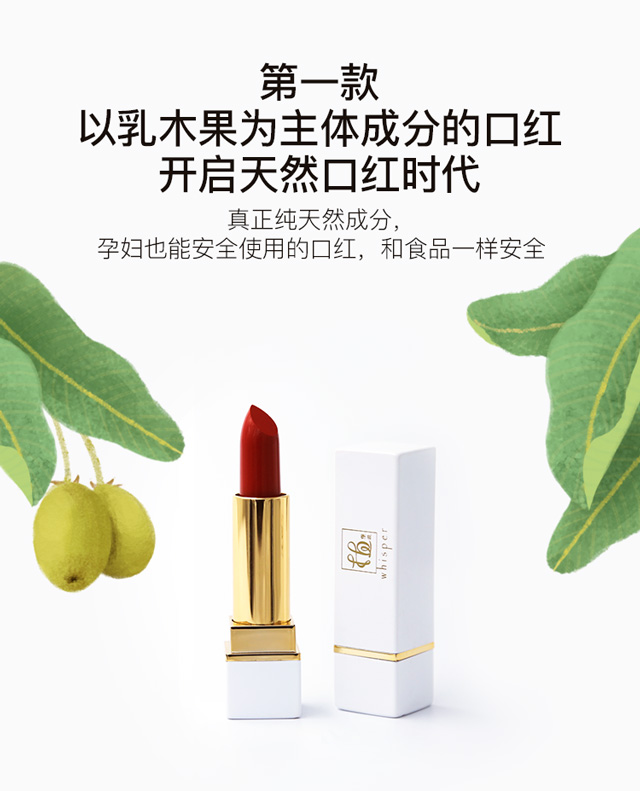 第一款
以乳木果为主体成分的口红
开启天然口红时代
真正纯天然成分，
孕妇也能安全使用的口红，和食品一样安全
whisper